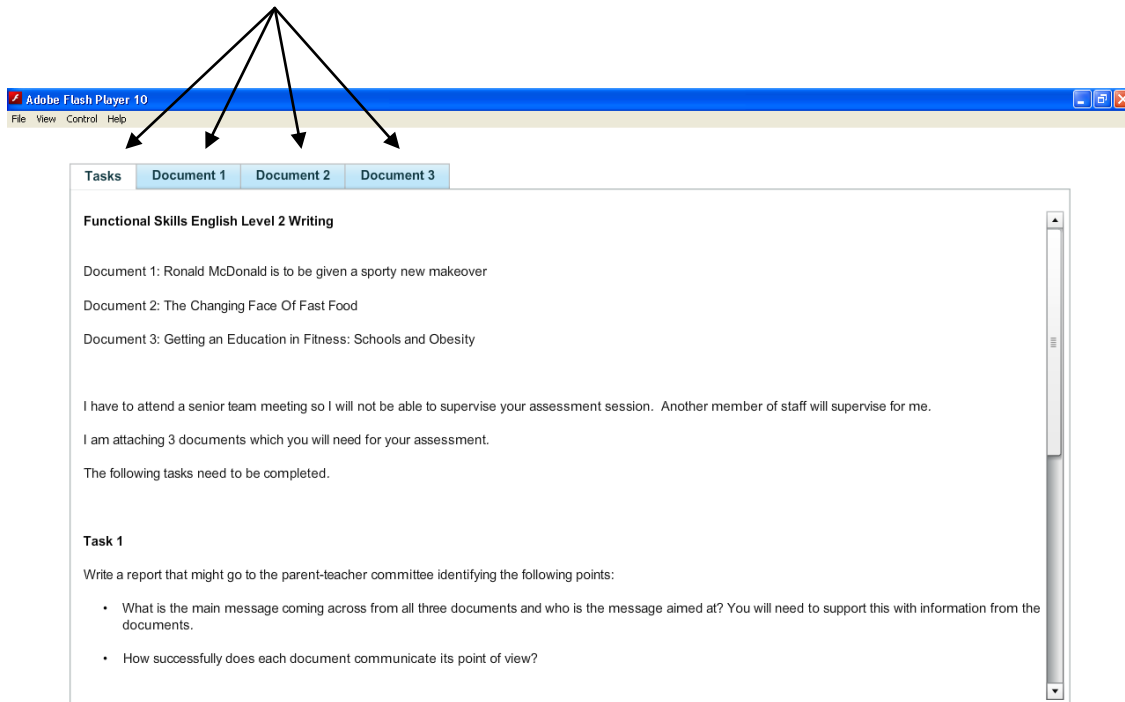 Adobe Flash Player 10
File View Control Help
Tasks Document 1 Document 2 Document 3
Functional Skills English Level 2 Writing
Document 1: Ronald McDonald is to be given a sporty new makeover
Document 2: The Changing Face Of Fast Food
Document 3: Getting an Education in Fitness: Schools and Obesity
I have to attend a senior team meeting so I will not be able to supervise your assessment session.  Another member of staff will supervise for me.
I am attaching 3 documents which you will need for your assessment.
The following tasks need to be completed.
Task 1
Write a report that might go to the parent-teacher committee identifying the following points:
• What is the main message coming across from all three documents and who is the message aimed at? You will need to support this with information from the
documents.
• How successfully does each document communicate its point of view?